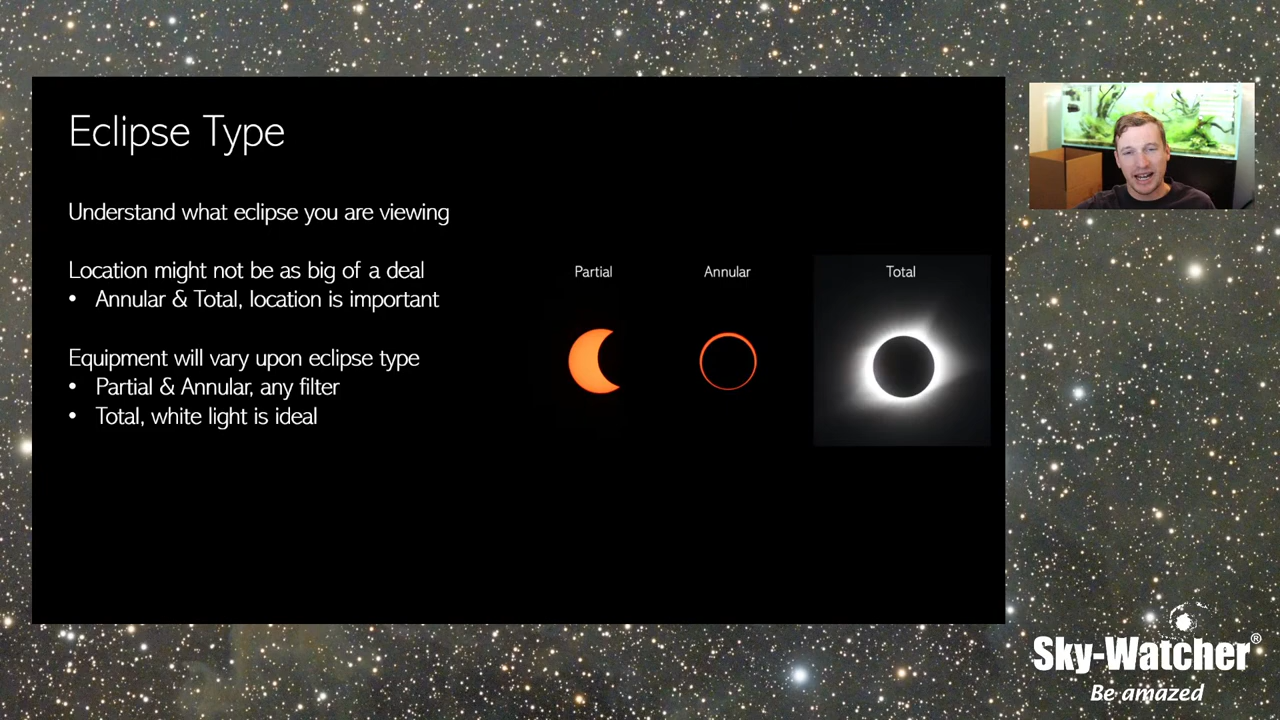 Eclipse Type
Understand what eclipse you are viewing
Location might not be as big of a deal
• Annular & Total, location is important
Equipment will vary upon eclipse type
• Partial & Annular, any filter
• Total, white light is ideal
Partial
Annular
Total
Sky-Watcher®
Be amazed